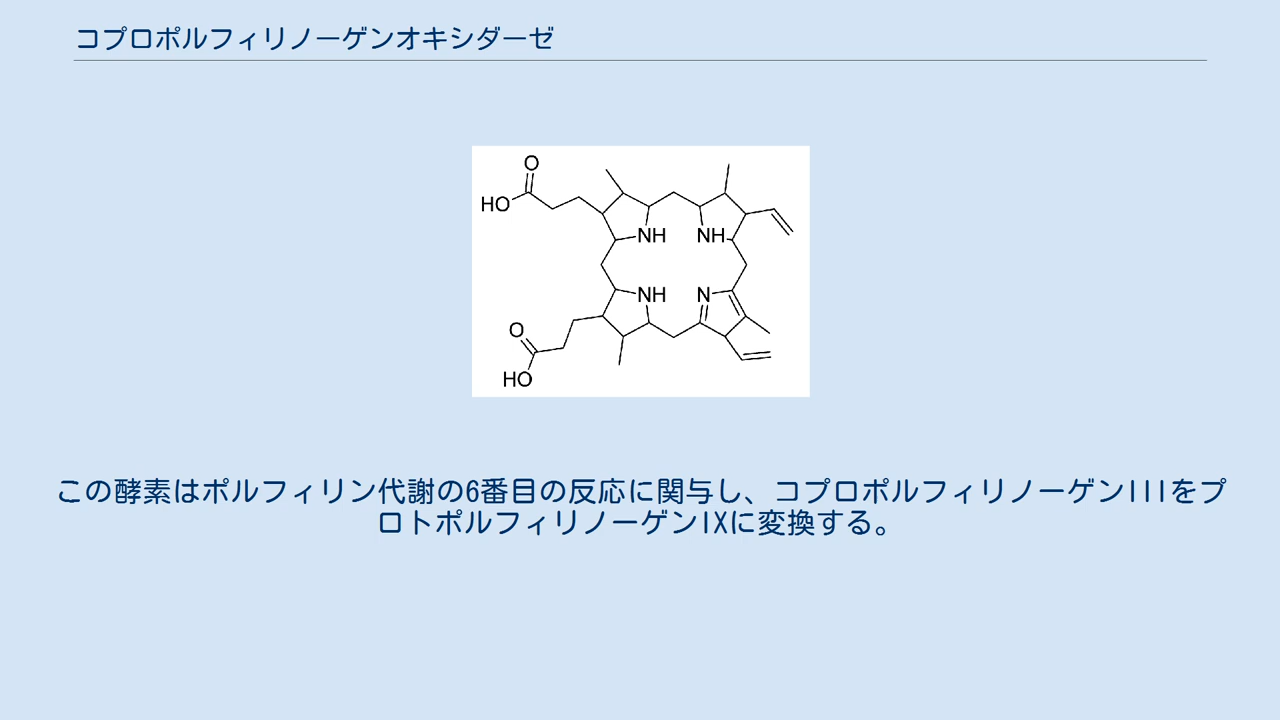 コプロポルフィリノーゲンオキシダーゼ
O
HO
NH
NH
NH
N
O
HO
この酵素はポルフィリン代謝の6番目の反応に関与し、コプロポルフィリノーゲンIIIをプ
ロトポルフィリノーゲンIXに変換する。